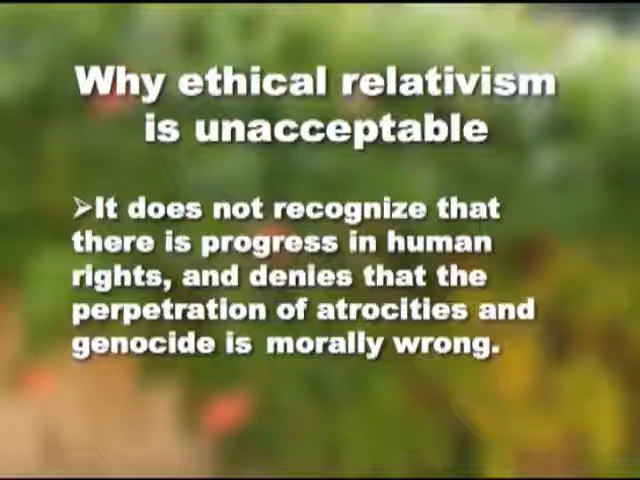 Why ethical relativism
is unacceptable
➢It does not recognize that
there is progress in human
rights, and denies that the
perpetration of atrocities and
genocide is morally wrong.